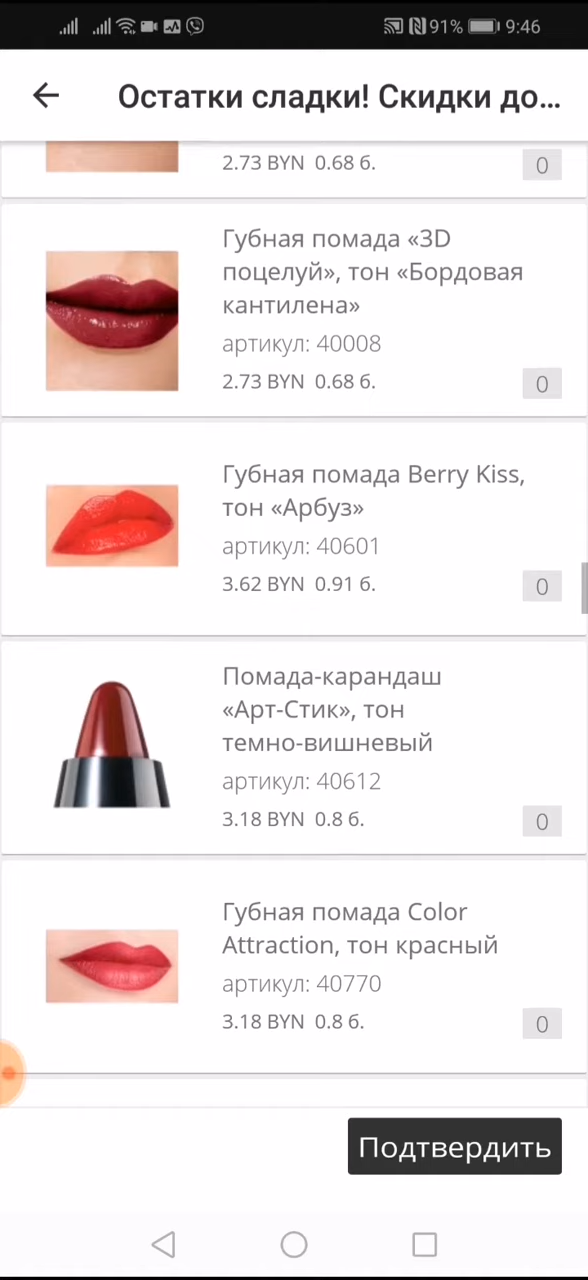 91% 9:46
Остатки сладки! Скидки до...
2.73 BYN 0.68 б.
0
Губная помада «3D
поцелуй», тон «Бордовая
кантилена»
артикул: 40008
2.73 BYN 0.68 б.
0
Губная помада Berry Kiss,
тон «Арбуз»
артикул: 40601
3.62 BYN 0.91 б.
0
Помада-карандаш
«Арт-Стик», тон
темно-вишневый
артикул: 40612
3.18 BYN 0.8 б.
0
Губная помада Color
Attraction, тон красный
артикул: 40770
3.18 BYN 0.8 б.
0
Подтвердить